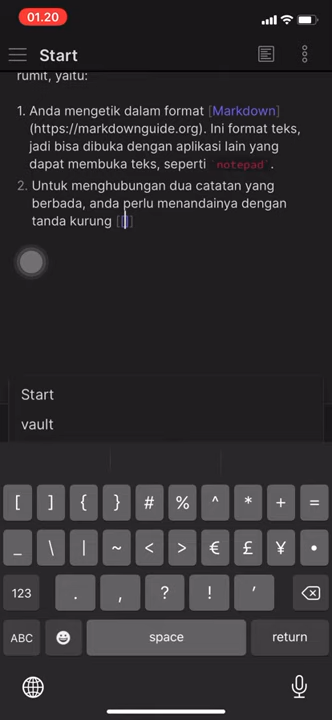 01.20
Start
rumit, yaitu:
1. Anda mengetik dalam format [Markdown]
(https://markdownguide.org). Ini format teks,
jadi bisa dibuka dengan aplikasi lain yang
dapat membuka teks, seperti `notepad`.
2. Untuk menghubungan dua catatan yang
berbada, anda perlu menandainya dengan
tanda kurung [[]]
Start
vault
[ ] { } # % ^ * + =
_ \ | ~ < > € £ ¥ •
123 . , ? ! ’
ABC space return